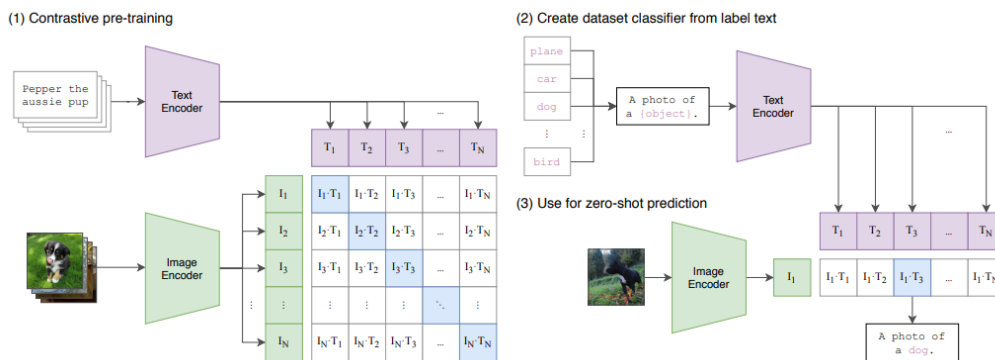 (1) Contrastive pre-training
Pepper the
aussie pup
Text
Encoder
...
T1 T2 T3 ... TN
I1 I1·T1 I1·T2 I1·T3 ... I1·TN
I2 I2·T1 I2·T2 I2·T3 ... I2·TN
Image
Encoder
I3 I3·T1 I3·T2 I3·T3 ... I3·TN
⋮ ⋮ ⋮ ⋮ ⋱ ⋮
IN IN·T1 IN·T2 IN·T3 ... IN·TN
(2) Create dataset classifier from label text
plane
car
dog
⋮ ⋮
bird
A photo of
a {object}.
Text
Encoder
...
(3) Use for zero-shot prediction
T1 T2 T3 ... TN
Image
Encoder
I1 I1·T1 I1·T2 I1·T3 ... I1·TN
A photo of
a dog.